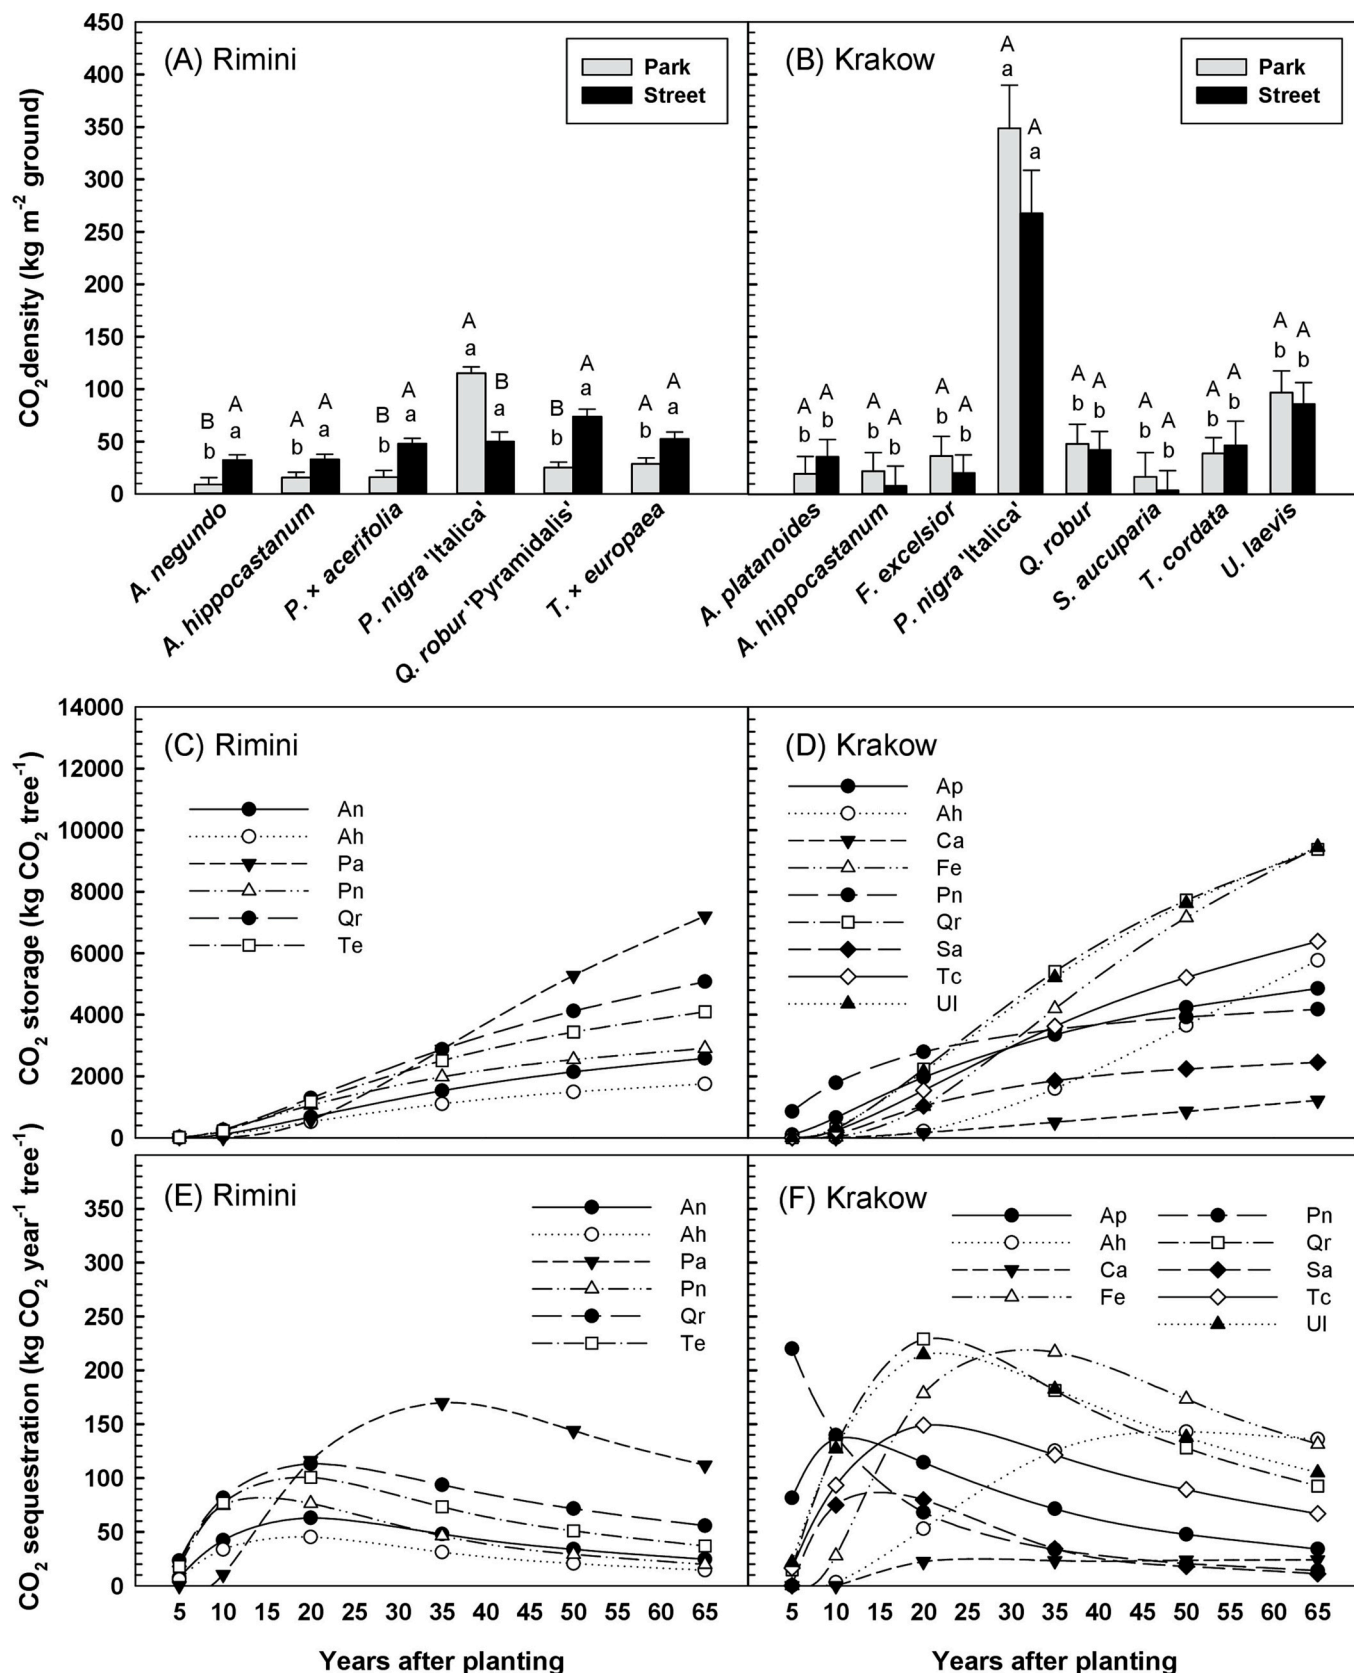 450
400
350
300
250
200
150
100
50
0
CO2density (kg m-2 ground)
(A) Rimini
Park
Street
B A
b a
A A
b a
B A
b a
A B
a a
B A
b a
A A
b a
A. negundo
A. hippocastanum
P. × acerifolia
P. nigra 'Italica'
Q. robur 'Pyramidalis'
T. × europaea
(B) Krakow
Park
Street
A A
b b
A A
b b
A A
b b
A A
a a
A A
b b
A A
b b
A A
b b
A A
b b
A. platanoides
A. hippocastanum
F. excelsior
P. nigra 'Italica'
Q. robur
S. aucuparia
T. cordata
U. laevis
14000
12000
10000
8000
6000
4000
2000
0
CO2 storage (kg CO2 tree-1)
(C) Rimini
An
Ah
Pa
Pn
Qr
Te
(D) Krakow
Ap
Ah
Ca
Fe
Pn
Qr
Sa
Tc
Ul
350
300
250
200
150
100
50
0
CO2 sequestration (kg CO2 year-1 tree-1)
(E) Rimini
An
Ah
Pa
Pn
Qr
Te
(F) Krakow
Ap Pn
Ah Qr
Ca Sa
Fe Tc
Ul
5 10 15 20 25 30 35 40 45 50 55 60 65
5 10 15 20 25 30 35 40 45 50 55 60 65
Years after planting
Years after planting